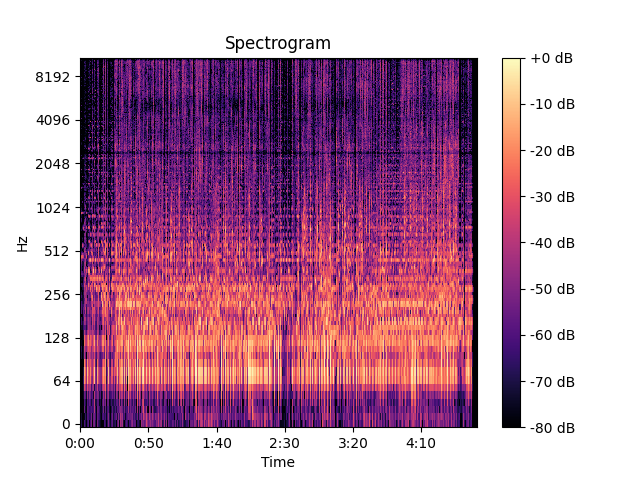 Spectrogram
Hz
8192
4096
2048
1024
512
256
128
64
0
0:00 0:50 1:40 2:30 3:20 4:10
Time
+0 dB
-10 dB
-20 dB
-30 dB
-40 dB
-50 dB
-60 dB
-70 dB
-80 dB